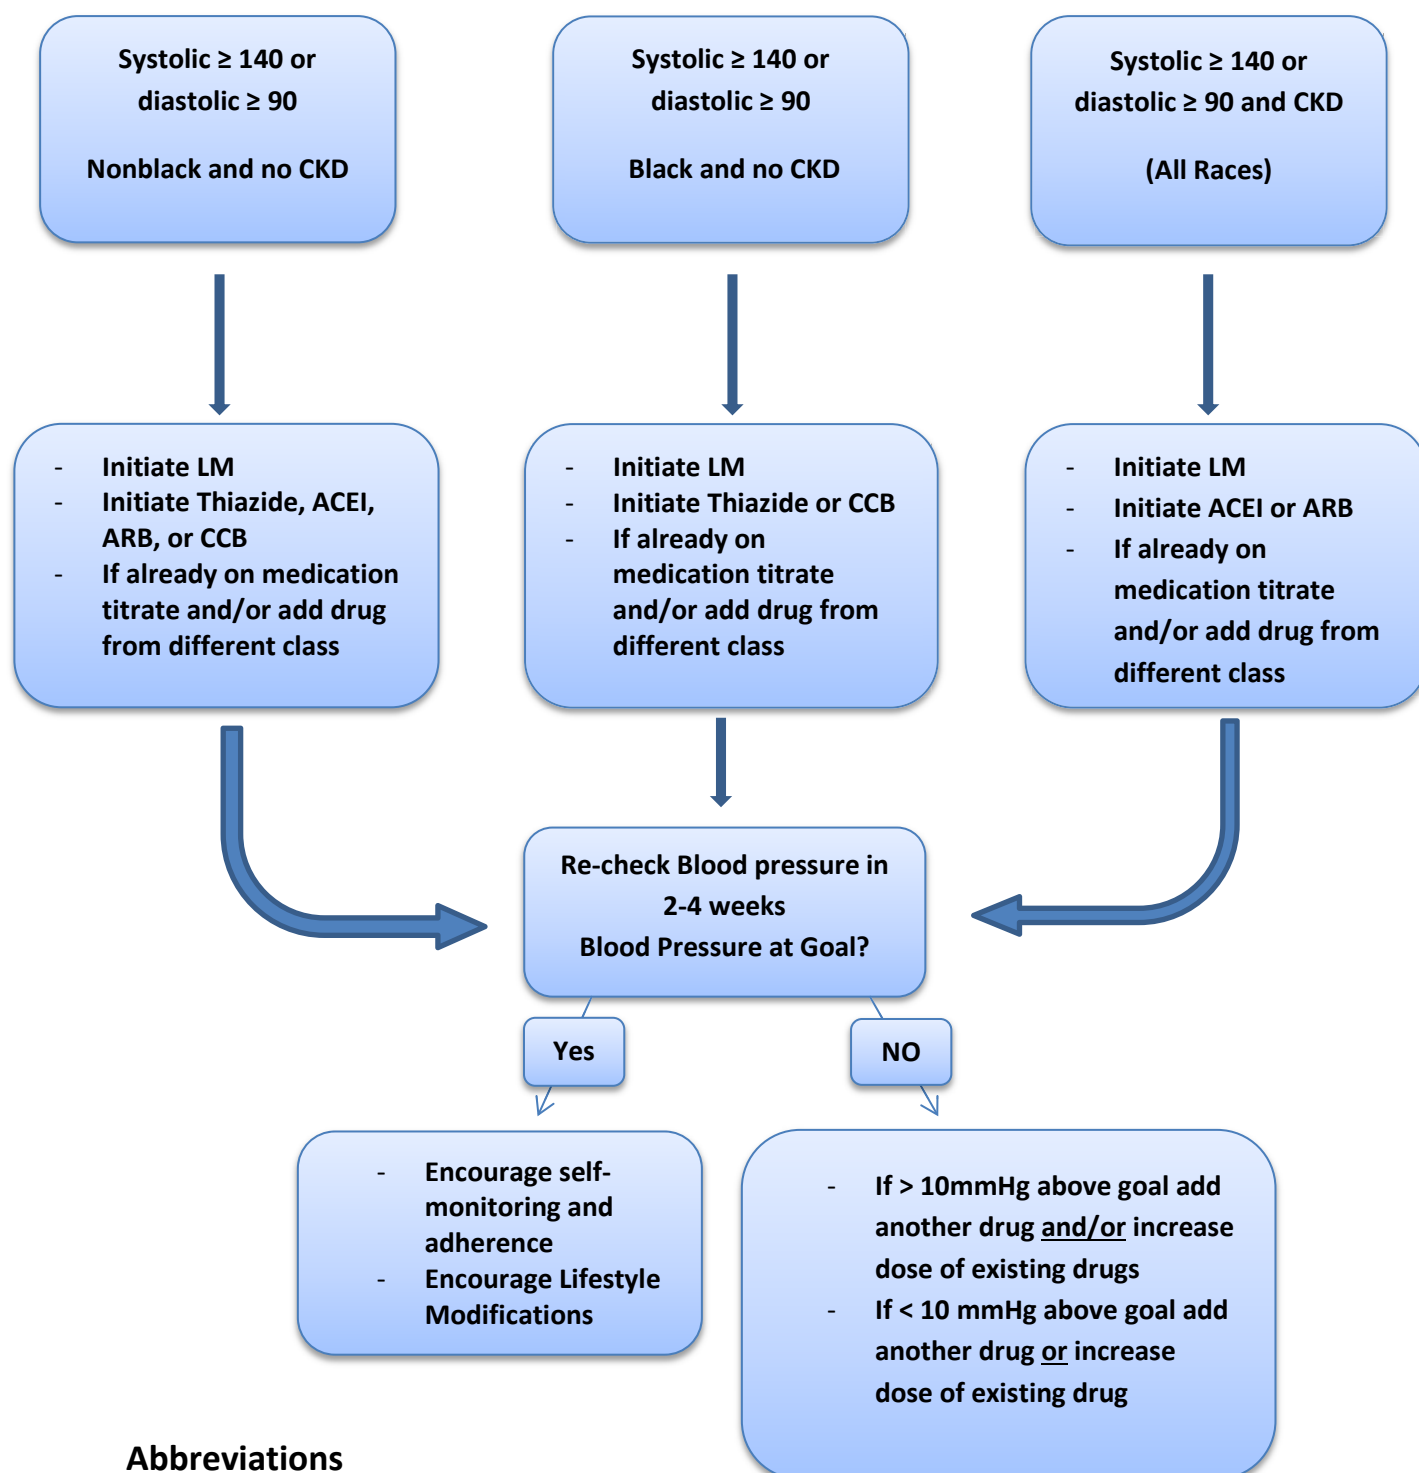 Systolic ≥ 140 or
diastolic ≥ 90
Nonblack and no CKD
Systolic ≥ 140 or
diastolic ≥ 90
Black and no CKD
Systolic ≥ 140 or
diastolic ≥ 90 and CKD
(All Races)
- Initiate LM
- Initiate Thiazide, ACEI,
ARB, or CCB
- If already on medication
titrate and/or add drug
from different class
- Initiate LM
- Initiate Thiazide or CCB
- If already on
medication titrate
and/or add drug from
different class
- Initiate LM
- Initiate ACEI or ARB
- If already on
medication titrate
and/or add drug from
different class
Re-check Blood pressure in
2-4 weeks
Blood Pressure at Goal?
Yes
NO
- Encourage self-
monitoring and
adherence
- Encourage Lifestyle
Modifications
- If > 10mmHg above goal add
another drug and/or increase
dose of existing drugs
- If < 10 mmHg above goal add
another drug or increase
dose of existing drug
Abbreviations